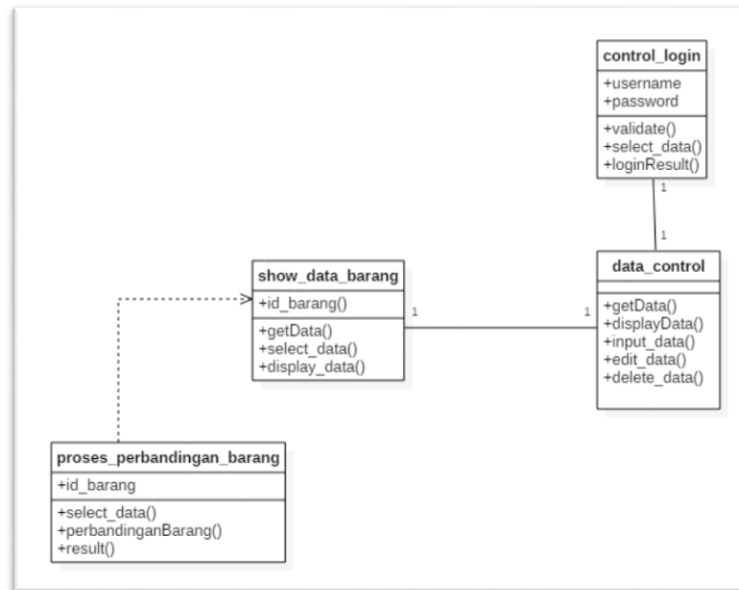 control_login
+username
+password
+validate()
+select_data()
+loginResult()
1
1
data_control
+getData()
+displayData()
+input_data()
+edit_data()
+delete_data()
show_data_barang
+id_barang()
+getData()
+select_data()
+display_data()
1
1
proses_perbandingan_barang
+id_barang
+select_data()
+perbandinganBarang()
+result()